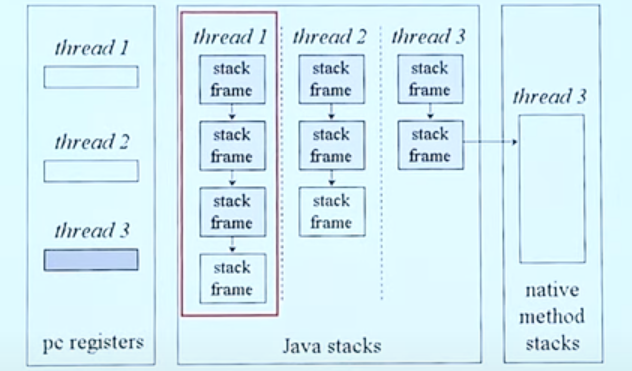 thread 1
thread 2
thread 3
pc registers
thread 1
stack
frame
stack
frame
stack
frame
stack
frame
thread 2
stack
frame
stack
frame
stack
frame
thread 3
stack
frame
stack
frame
Java stacks
thread 3
native
method
stacks